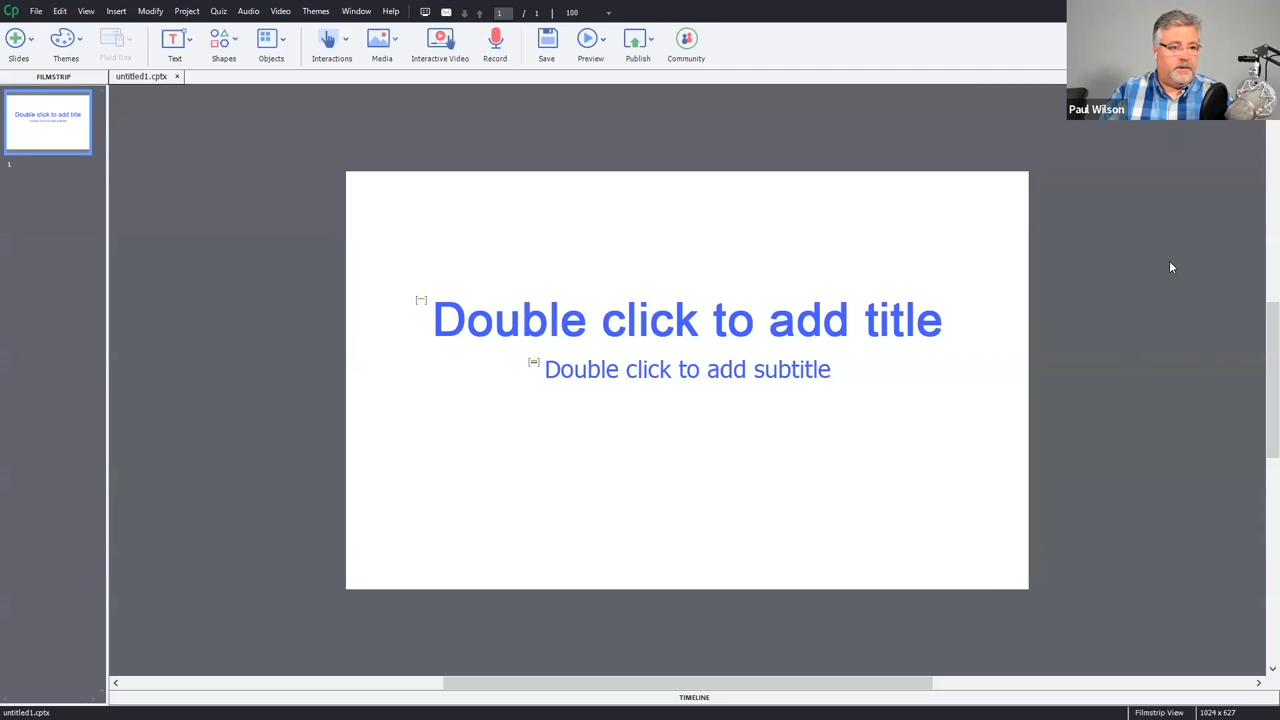 Cp File Edit View Insert Modify Project Quiz Audio Video Themes Window Help 1 / 1 100
Slides Themes Fluid Box Text Shapes Objects Interactions Media Interactive Video Record Save Preview Publish Community
FILMSTRIP untitled1.cptx ×
Paul Wilson
Double click to add title
1
Double click to add title
Double click to add subtitle
TIMELINE
untitled1.cptx Filmstrip View 1024 x 627